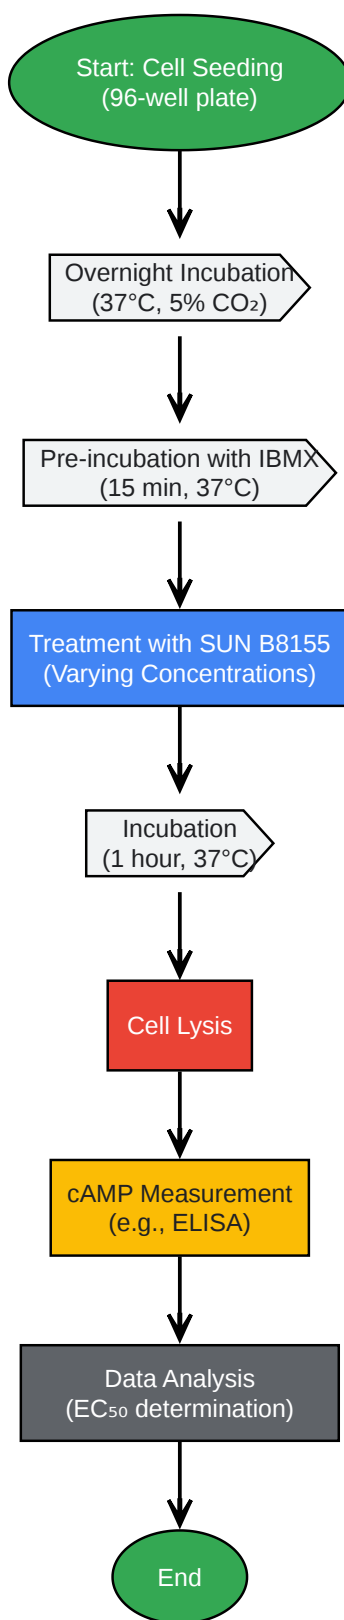 Start: Cell Seeding
(96-well plate)
Overnight Incubation
(37°C, 5% CO₂)
Pre-incubation with IBMX
(15 min, 37°C)
Treatment with SUN B8155
(Varying Concentrations)
Incubation
(1 hour, 37°C)
Cell Lysis
cAMP Measurement
(e.g., ELISA)
Data Analysis
(EC₅₀ determination)
End